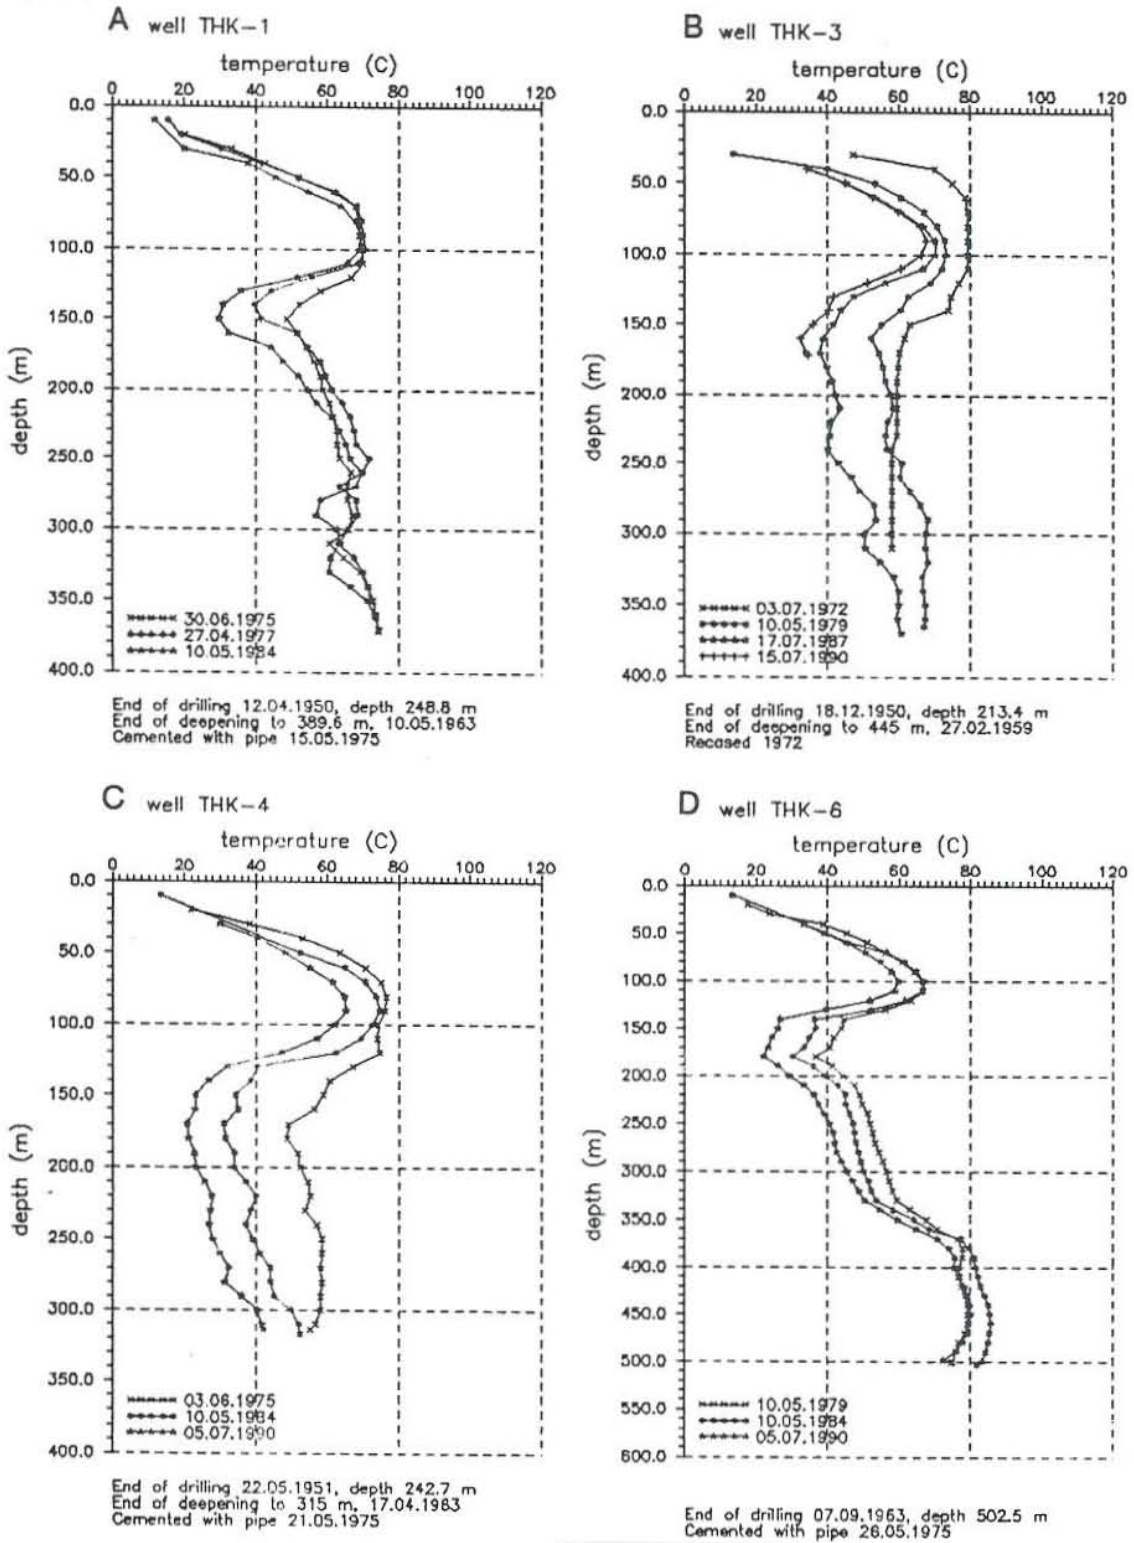 A well THK-1
temperature (C)
0 20 40 60 80 100 120
0.0
50.0
100.0
150.0
200.0
250.0
300.0
350.0
400.0
depth (m)
30.06.1975
27.04.1977
10.05.1984
End of drilling 12.04.1950, depth 248.8 m
End of deepening to 389.6 m, 10.05.1963
Cemented with pipe 15.05.1975
B well THK-3
temperature (C)
0 20 40 60 80 100 120
0.0
50.0
100.0
150.0
200.0
250.0
300.0
350.0
400.0
depth (m)
03.07.1972
10.05.1979
17.07.1987
15.07.1990
End of drilling 18.12.1950, depth 213.4 m
End of deepening to 445 m, 27.02.1959
Recased 1972
C well THK-4
temperature (C)
0 20 40 60 80 100 120
0.0
50.0
100.0
150.0
200.0
250.0
300.0
350.0
400.0
depth (m)
03.06.1975
10.05.1984
05.07.1990
End of drilling 22.05.1951, depth 242.7 m
End of deepening to 315 m, 17.04.1963
Cemented with pipe 21.05.1975
D well THK-6
temperature (C)
0 20 40 60 80 100 120
0.0
50.0
100.0
150.0
200.0
250.0
300.0
350.0
400.0
450.0
500.0
550.0
600.0
depth (m)
10.05.1979
10.05.1984
05.07.1990
End of drilling 07.09.1963, depth 502.5 m
Cemented with pipe 26.05.1975